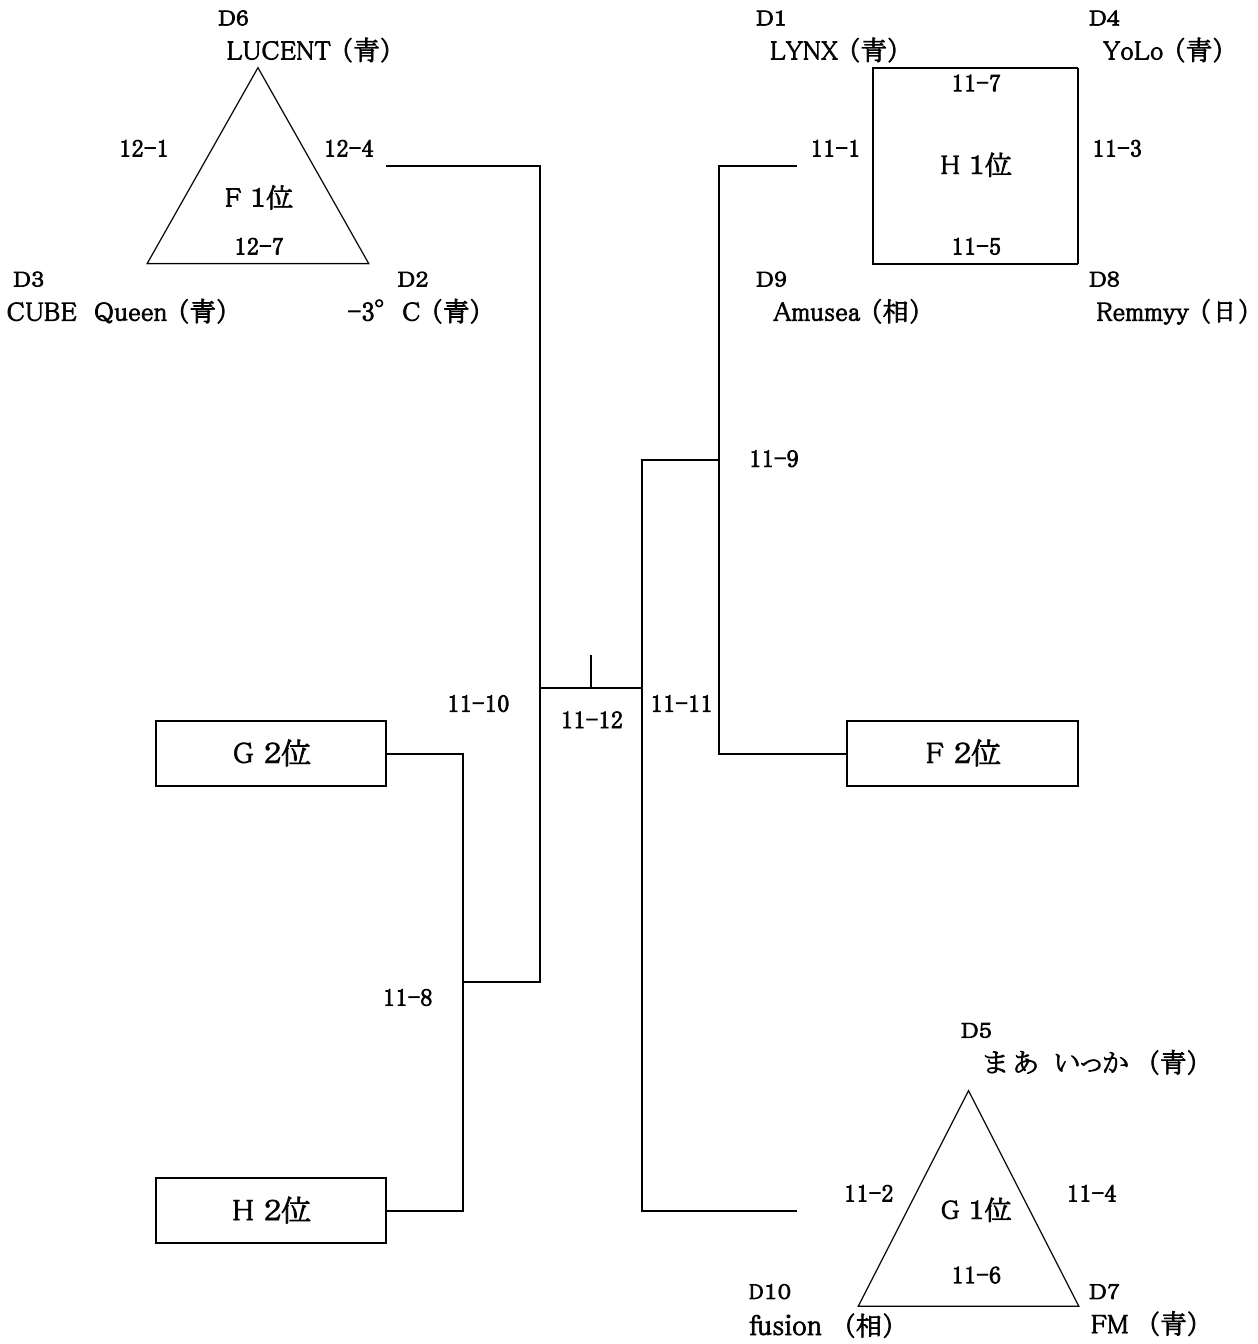 D6
LUCENT（青）
12-1
12-4
F 1位
12-7
D3
CUBE Queen（青）
D2
-3° C（青）
D1
LYNX（青）
D4
YoLo（青）
11-7
11-1
H 1位
11-3
11-5
D9
Amusea（相）
D8
Remmyy（日）
11-9
11-10
11-12
11-11
G 2位
F 2位
11-8
H 2位
D5
まあ いっか （青）
11-2
G 1位
11-4
11-6
D10
fusion （相）
D7
FM （青）